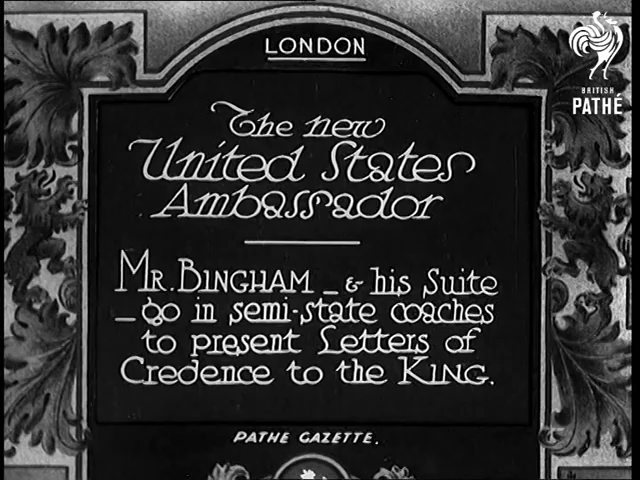 LONDON
BRITISH
PATHÉ
The new
United States
Ambassador
MR. BINGHAM _ & his Suite
_ go in semi-state coaches
to present Letters of
Credence to the KING.
PATHE GAZETTE.